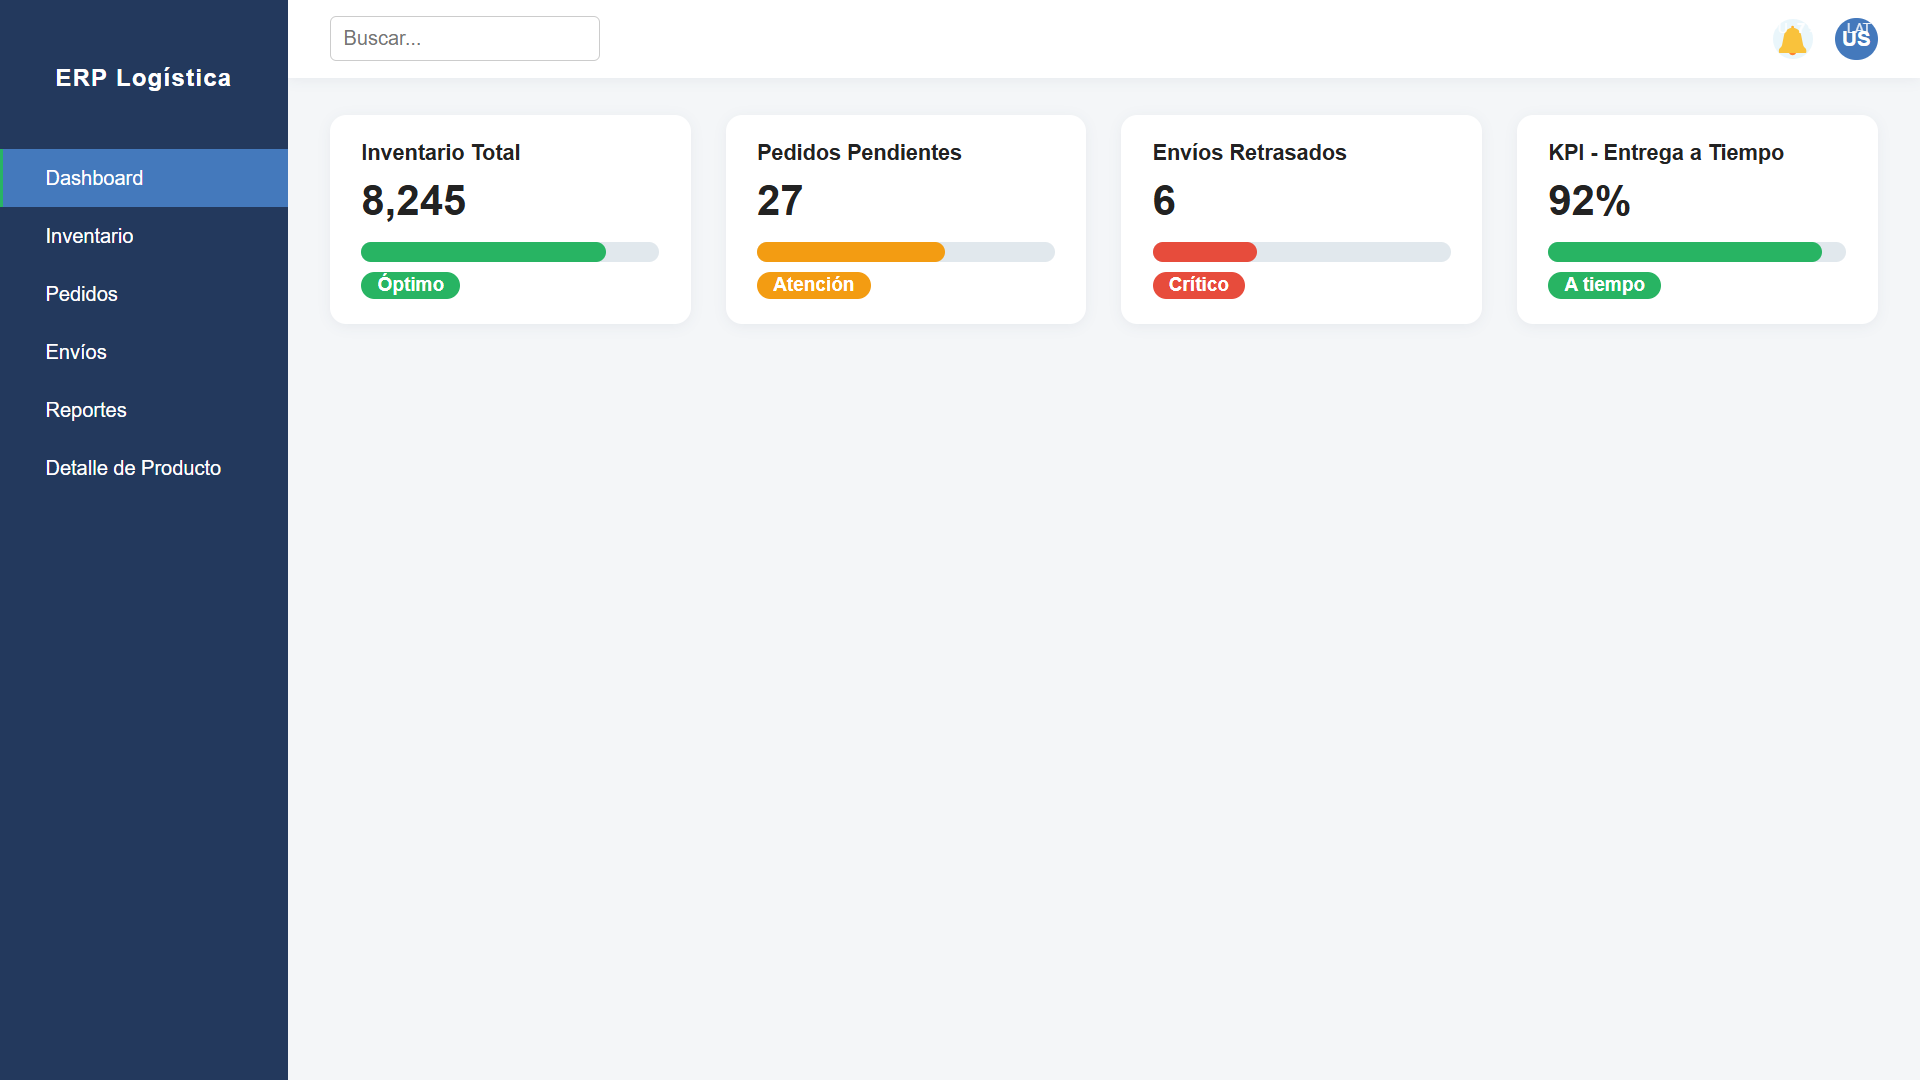 ERP Logística
Dashboard
Inventario
Pedidos
Envíos
Reportes
Detalle de Producto
Buscar...
LAT
US
Inventario Total
8,245
Óptimo
Pedidos Pendientes
27
Atención
Envíos Retrasados
6
Crítico
KPI - Entrega a Tiempo
92%
A tiempo